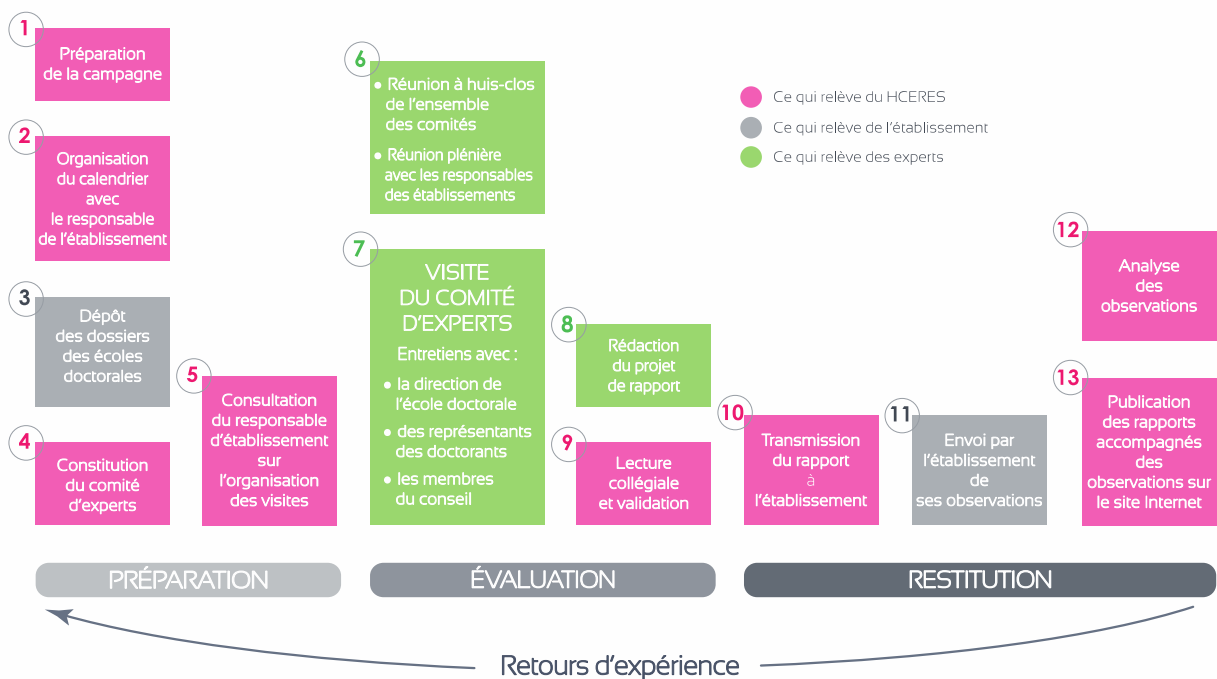 1
Préparation
de la campagne
2
Organisation
du calendrier
avec
le responsable
de l'établissement
3
Dépôt
des dossiers
des écoles
doctorales
4
Constitution
du comité
d'experts
5
Consultation
du responsable
d'établissement
sur
l'organisation
des visites
6
• Réunion à huis-clos
de l'ensemble
des comités
• Réunion plénière
avec les responsables
des établissements
7
VISITE
DU COMITÉ
D'EXPERTS
Entretiens avec :
• la direction de
l'école doctorale
• des représentants
des doctorants
• les membres
du conseil
8
Rédaction
du projet
de rapport
9
Lecture
collégiale
et validation
10
Transmission
du rapport
à
l'établissement
11
Envoi par
l'établissement
de
ses observations
12
Analyse
des
observations
13
Publication
des rapports
accompagnés
des
observations sur
le site Internet
Ce qui relève du HCERES
Ce qui relève de l'établissement
Ce qui relève des experts
PRÉPARATION
ÉVALUATION
RESTITUTION
Retours d'expérience